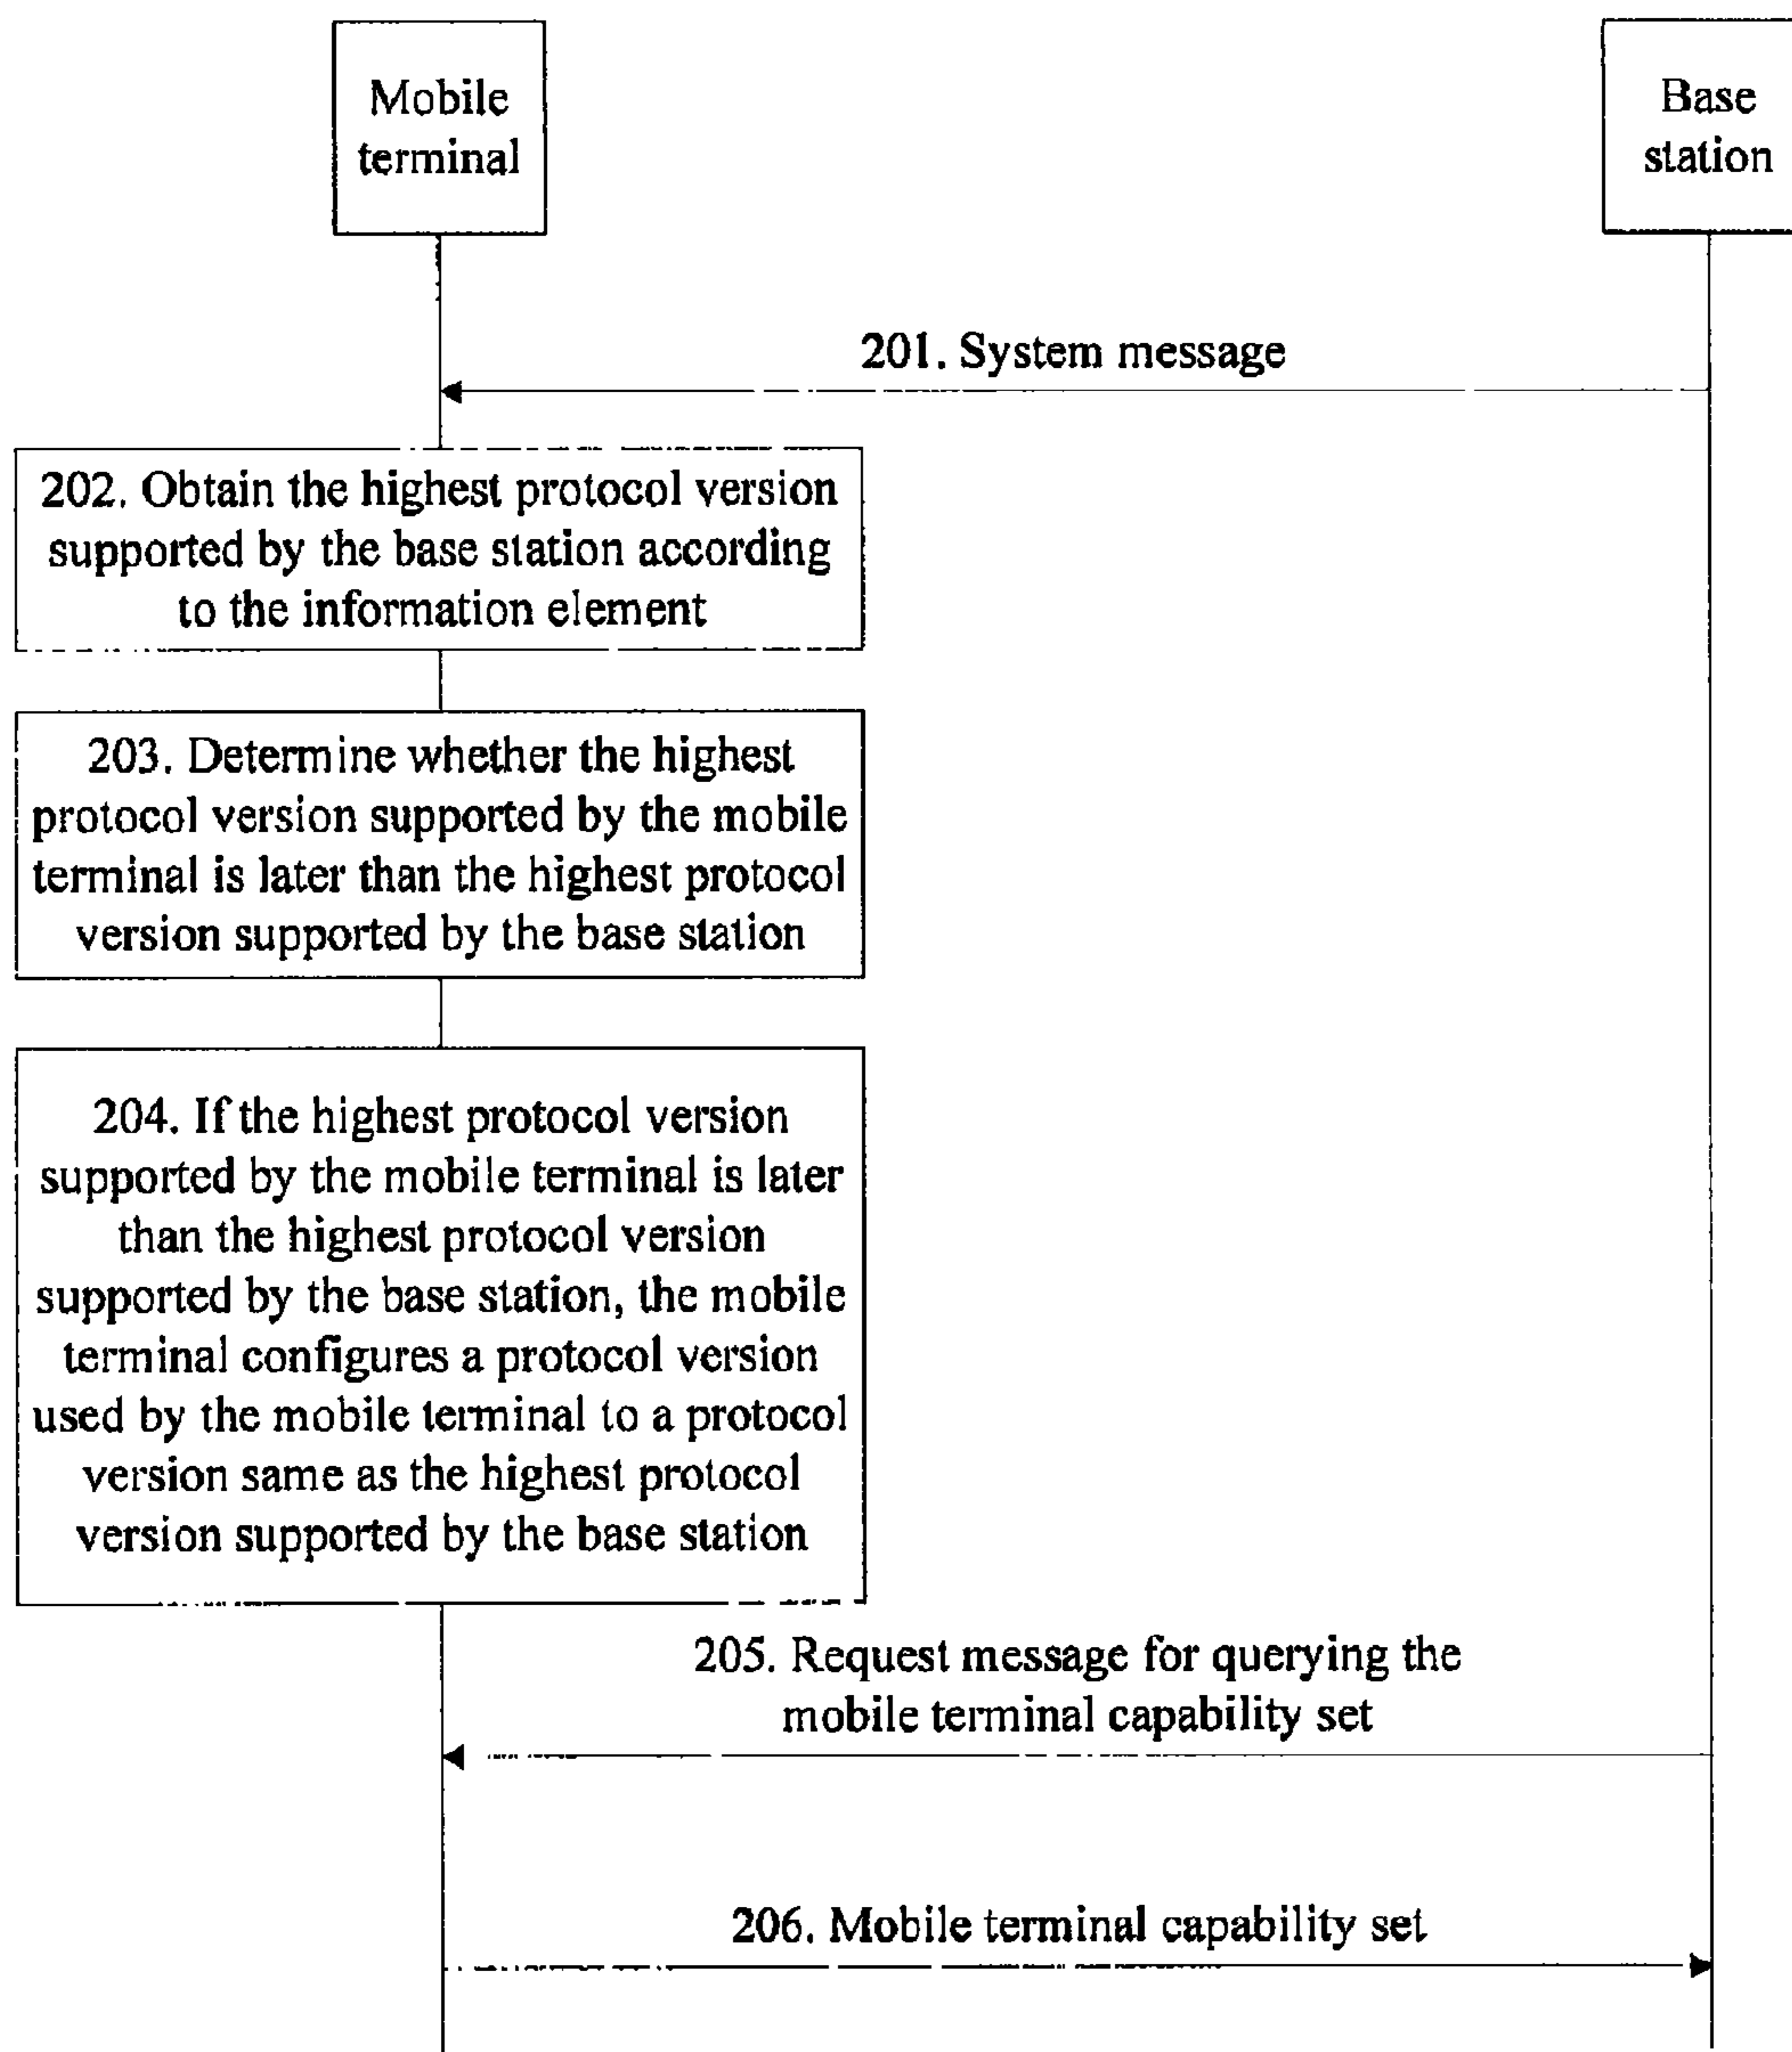 Mobile
terminal
Base
station
201. System message
202. Obtain the highest protocol version
supported by the base station according
to the information element
203. Determine whether the highest
protocol version supported by the mobile
terminal is later than the highest protocol
version supported by the base station
204. If the highest protocol version
supported by the mobile terminal is later
than the highest protocol version
supported by the base station, the mobile
terminal configures a protocol version
used by the mobile terminal to a protocol
version same as the highest protocol
version supported by the base station
205. Request message for querying the
mobile terminal capability set
206. Mobile terminal capability set